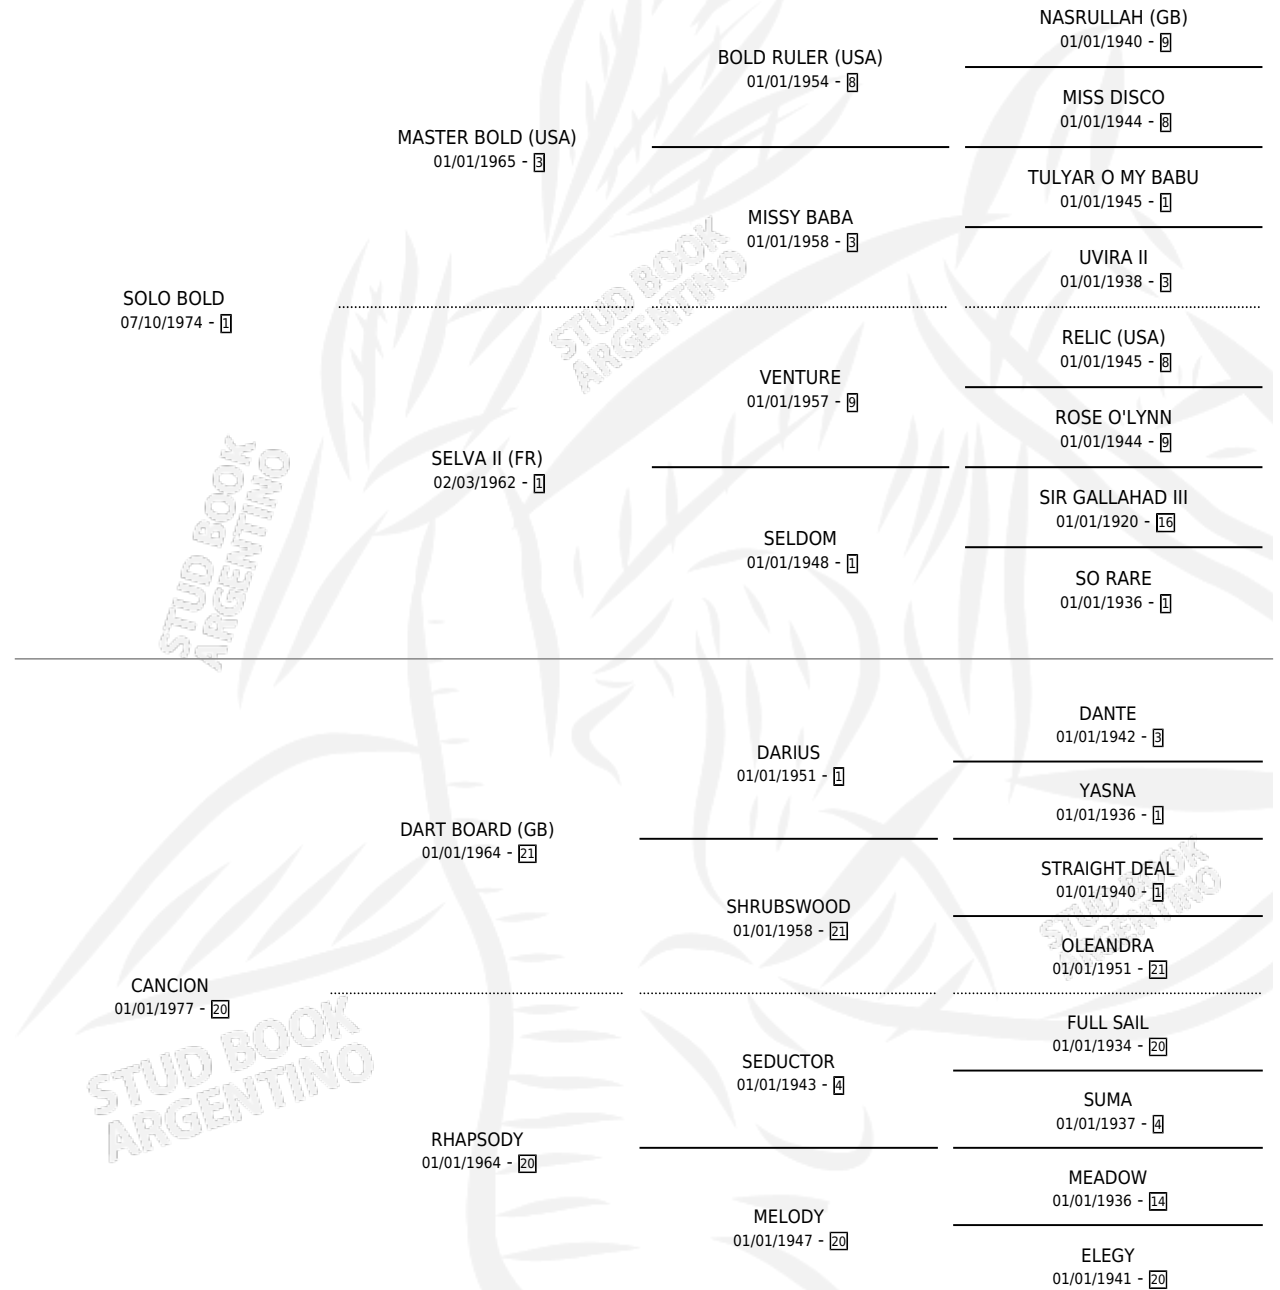 NASRULLAH (GB)
01/01/1940 - 9
BOLD RULER (USA)
01/01/1954 - 8
MISS DISCO
01/01/1944 - 8
MASTER BOLD (USA)
01/01/1965 - 3
TULYAR O MY BABU
01/01/1945 - 1
MISSY BABA
01/01/1958 - 3
UVIRA II
01/01/1938 - 3
SOLO BOLD
07/10/1974 - 1
RELIC (USA)
01/01/1945 - 8
VENTURE
01/01/1957 - 9
ROSE O'LYNN
01/01/1944 - 9
SELVA II (FR)
02/03/1962 - 1
SIR GALLAHAD III
01/01/1920 - 16
SELDOM
01/01/1948 - 1
SO RARE
01/01/1936 - 1
DANTE
01/01/1942 - 3
DARIUS
01/01/1951 - 1
YASNA
01/01/1936 - 1
DART BOARD (GB)
01/01/1964 - 21
STRAIGHT DEAL
01/01/1940 - 1
SHRUBSWOOD
01/01/1958 - 21
OLEANDRA
01/01/1951 - 21
CANCION
01/01/1977 - 20
FULL SAIL
01/01/1934 - 20
SEDUCTOR
01/01/1943 - 4
SUMA
01/01/1937 - 4
RHAPSODY
01/01/1964 - 20
MEADOW
01/01/1936 - 14
MELODY
01/01/1947 - 20
ELEGY
01/01/1941 - 20
STUD BOOK
ARGENTINO
STUD BOOK
ARGENTINO
STUD BOOK
ARGENTINO
STUD BOOK
ARGENTINO